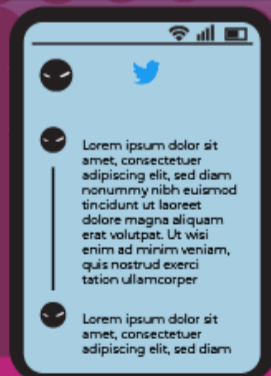 Lorem ipsum dolor sit
amet, consectetuer
adipiscing elit, sed diam
nonummy nibh euismod
tincidunt ut laoreet
dolore magna aliquam
erat volutpat. Ut wisi
enim ad minim veniam,
quis nostrud exerci
tation ullamcorper
Lorem ipsum dolor sit
amet, consectetuer
adipiscing elit, sed diam